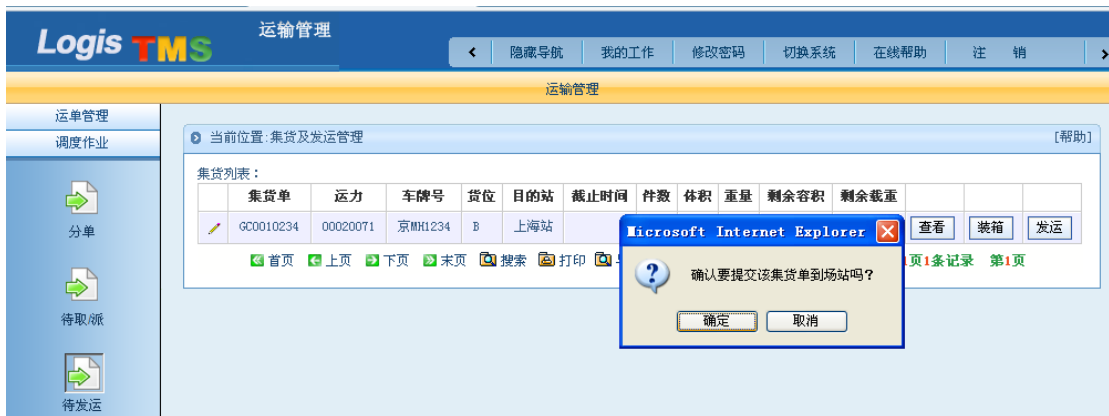 Logis TMS
运输管理
隐藏导航 我的工作 修改密码 切换系统 在线帮助 注 销
运输管理
运单管理
调度作业
当前位置:集货及发运管理 [帮助]
集货列表：
集货单 运力 车牌号 货位 目的站 截止时间 件数 体积 重量 剩余容积 剩余载重
GC0010234 00020071 京MH1234 B 上海站 查看 装箱 发运
首页 上页 下页 末页 搜索 打印 页1条记录 第1页
Microsoft Internet Explorer
确认要提交该集货单到场站吗？
确定 取消
分单
待取/派
待发运